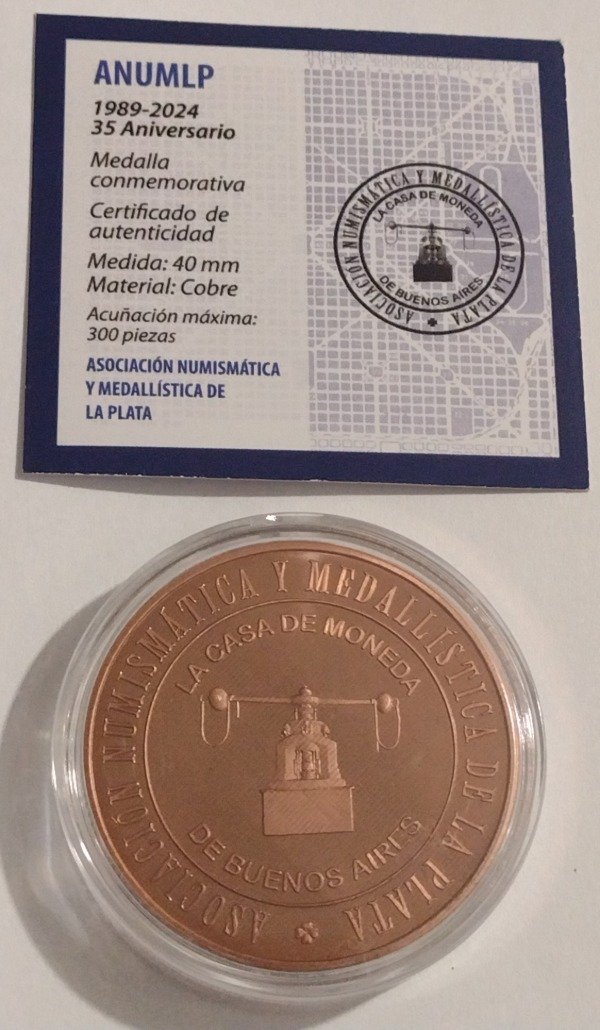 ANUMLP
1989-2024
35 Aniversario
Medalla
conmemorativa
Certificado de
autenticidad
Medida: 40 mm
Material: Cobre
Acuñación máxima:
300 piezas
ASOCIACIÓN NUMISMÁTICA
Y MEDALLÍSTICA DE
LA PLATA
ASOCIACIÓN NUMISMÁTICA Y MEDALLÍSTICA DE LA PLATA
LA CASA DE MONEDA
DE BUENOS AIRES
ASOCIACIÓN NUMISMÁTICA Y MEDALLÍSTICA DE LA PLATA
LA CASA DE MONEDA
DE BUENOS AIRES